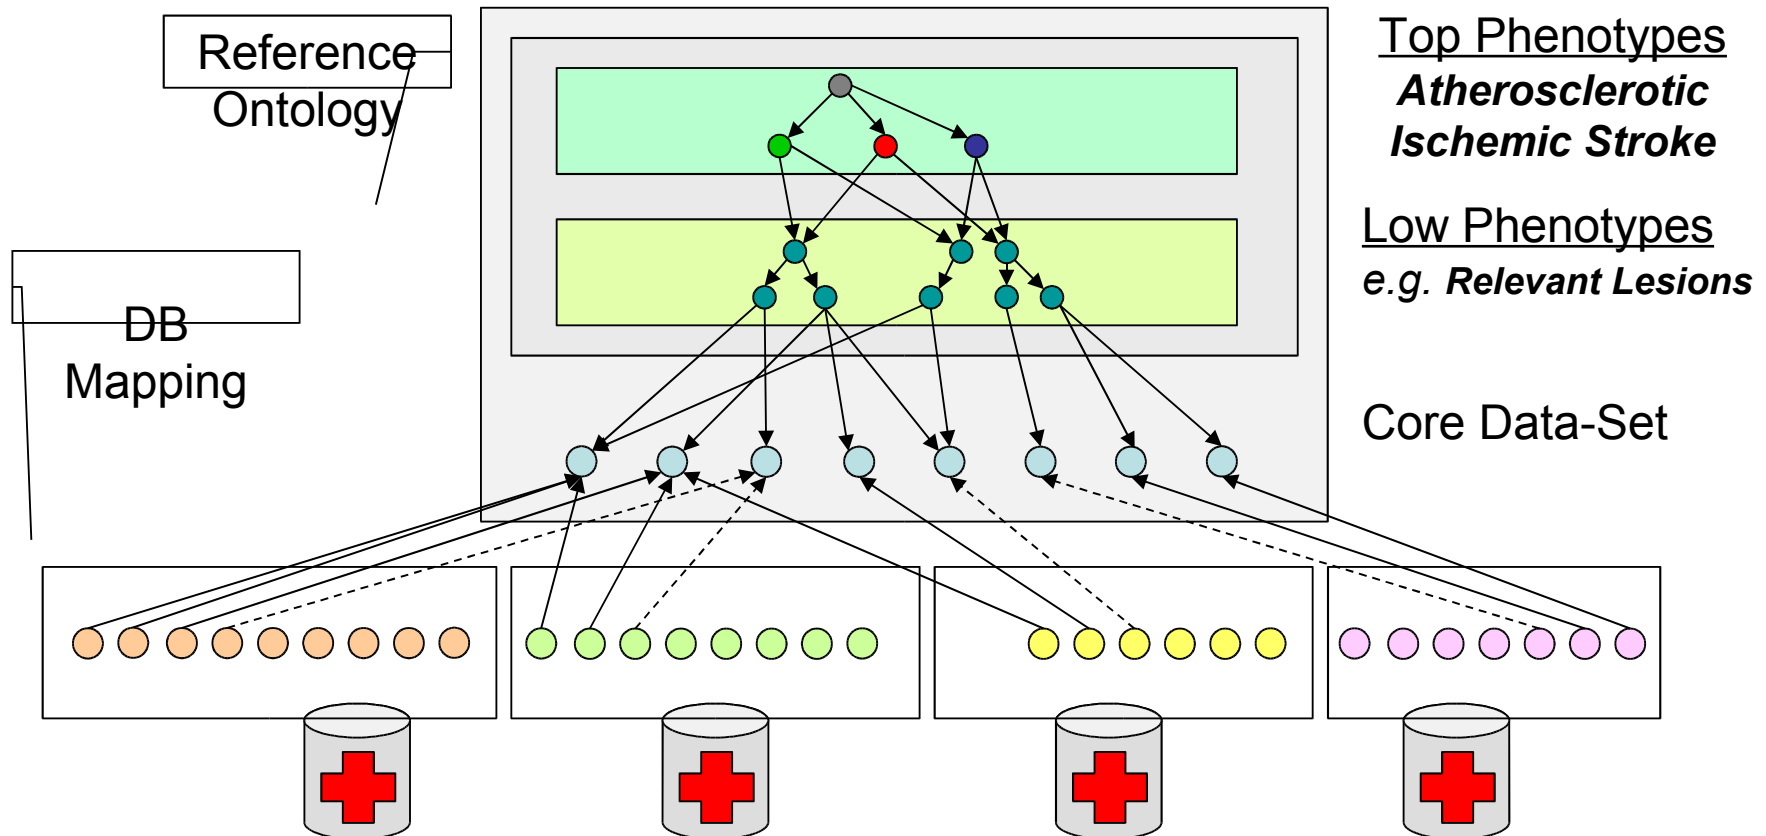 Reference
Ontology
Top Phenotypes
Atherosclerotic
Ischemic Stroke
Low Phenotypes
e.g. Relevant Lesions
DB
Mapping
Core Data-Set